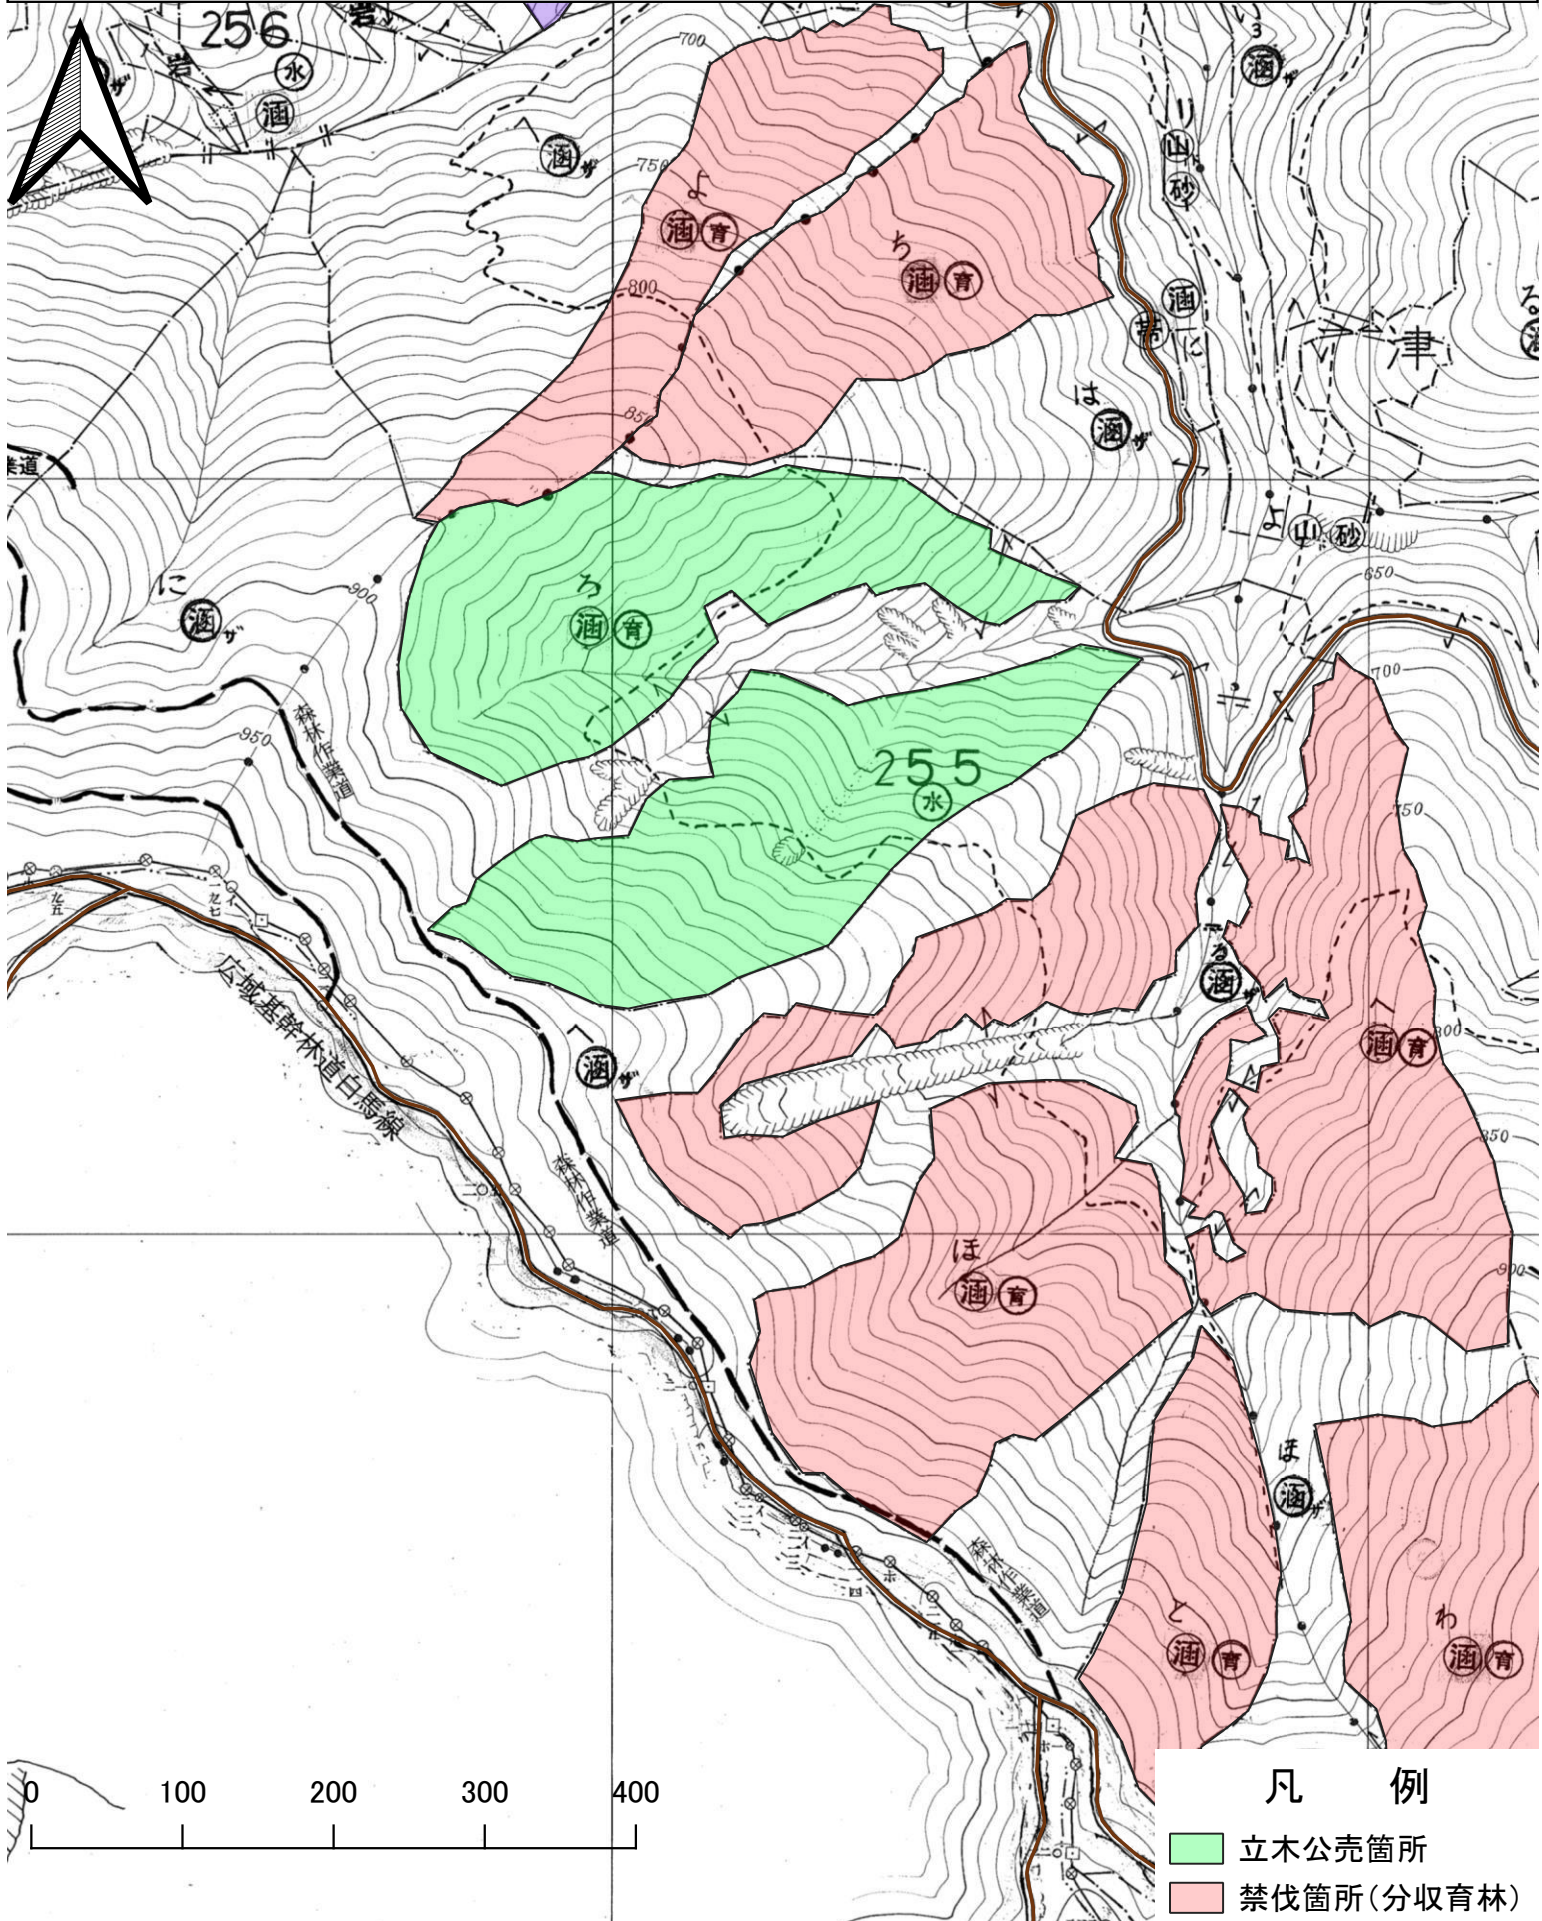 256
岩
岩
水
涵
700
涵
ザ
3
涵
ザ
山
砂
750
よ
涵 育
ち
涵 育
800
涵
に
津
は
涵
ザ
850
業道
よ 山 砂
650
に
涵
ザ
900
ろ
涵 育
森林作業道
950
255
水
700
750
広域基幹林道白馬線
へ
涵
ザ
る
涵
ザ
へ
涵 育
800
850
森林作業道
ほ
涵 育
900
ほ
涵
ザ
森林作業道
と
涵 育
わ
涵 育
0 100 200 300 400
凡 例
立木公売箇所
禁伐箇所(分収育林)